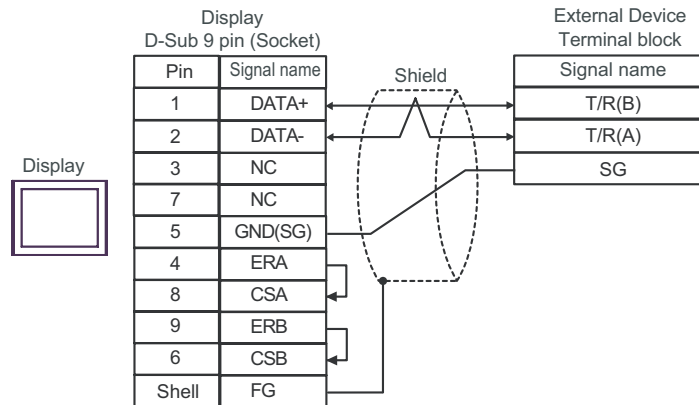 Display
D-Sub 9 pin (Socket)
External Device
Terminal block
Pin Signal name
Shield
Signal name
1 DATA+
T/R(B)
2 DATA-
T/R(A)
Display
3 NC
SG
7 NC
5 GND(SG)
4 ERA
8 CSA
9 ERB
6 CSB
Shell FG